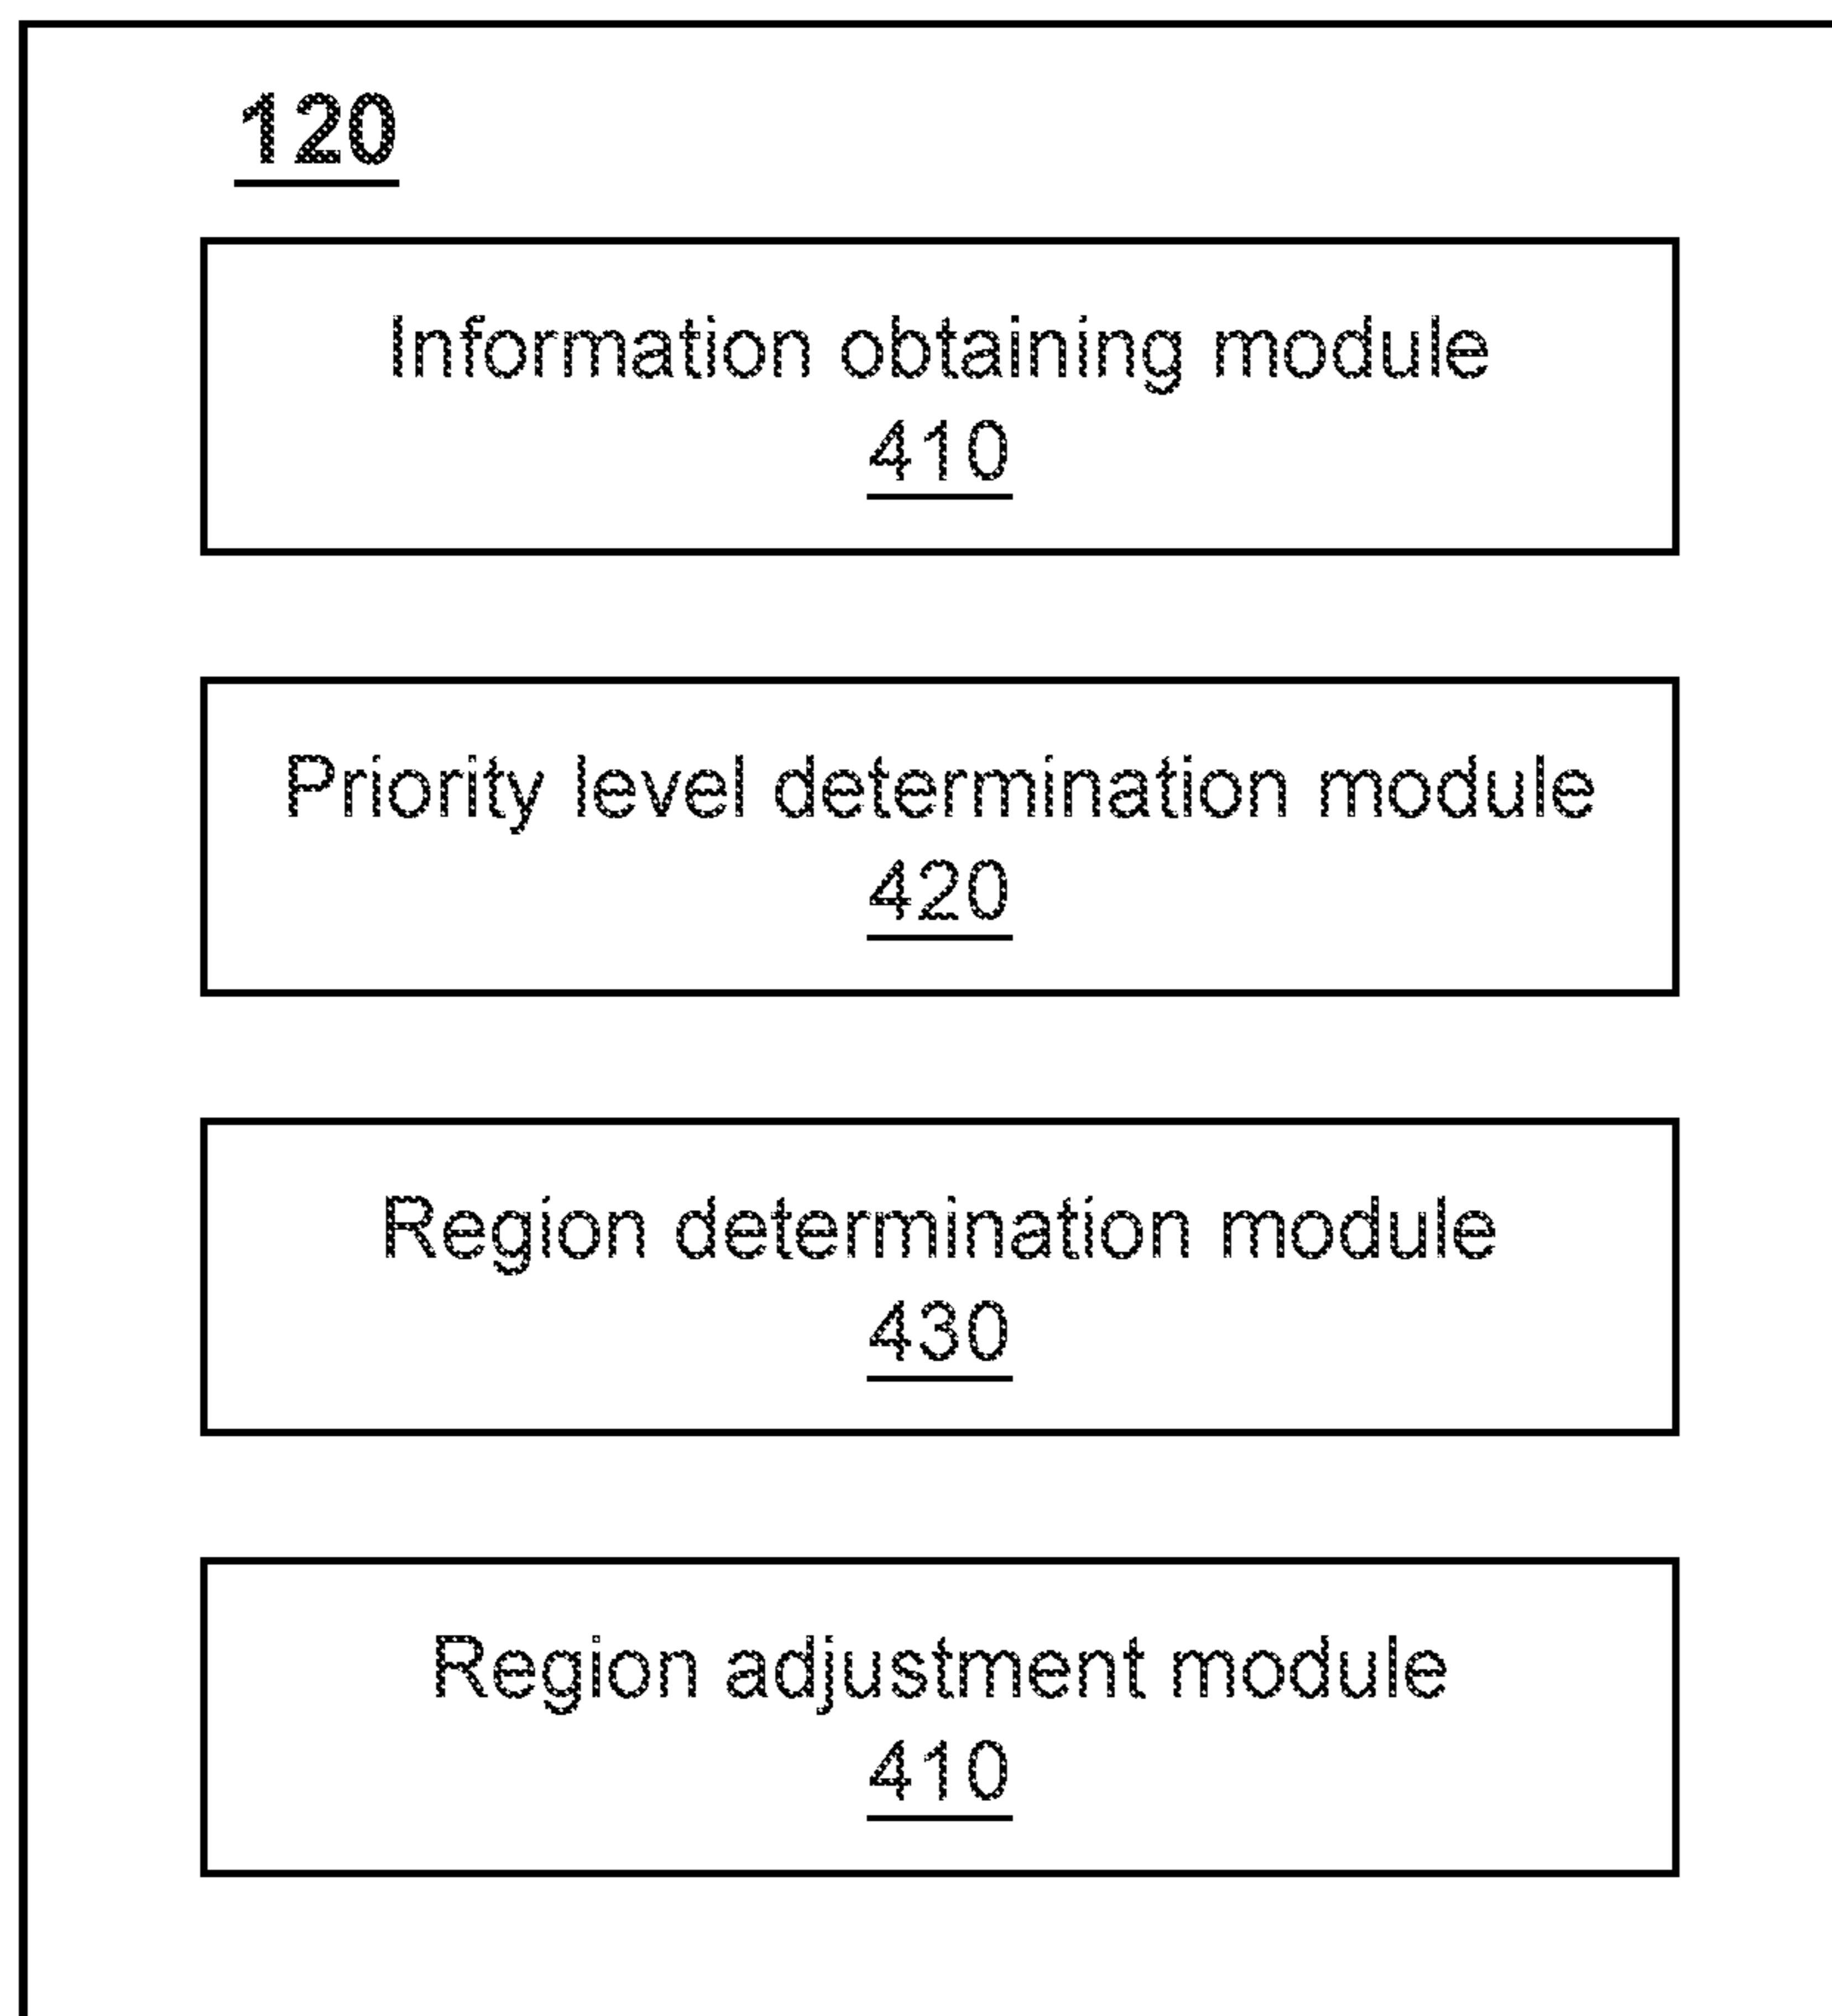 120
Information obtaining module
410
Priority level determination module
420
Region determination module
430
Region adjustment module
410